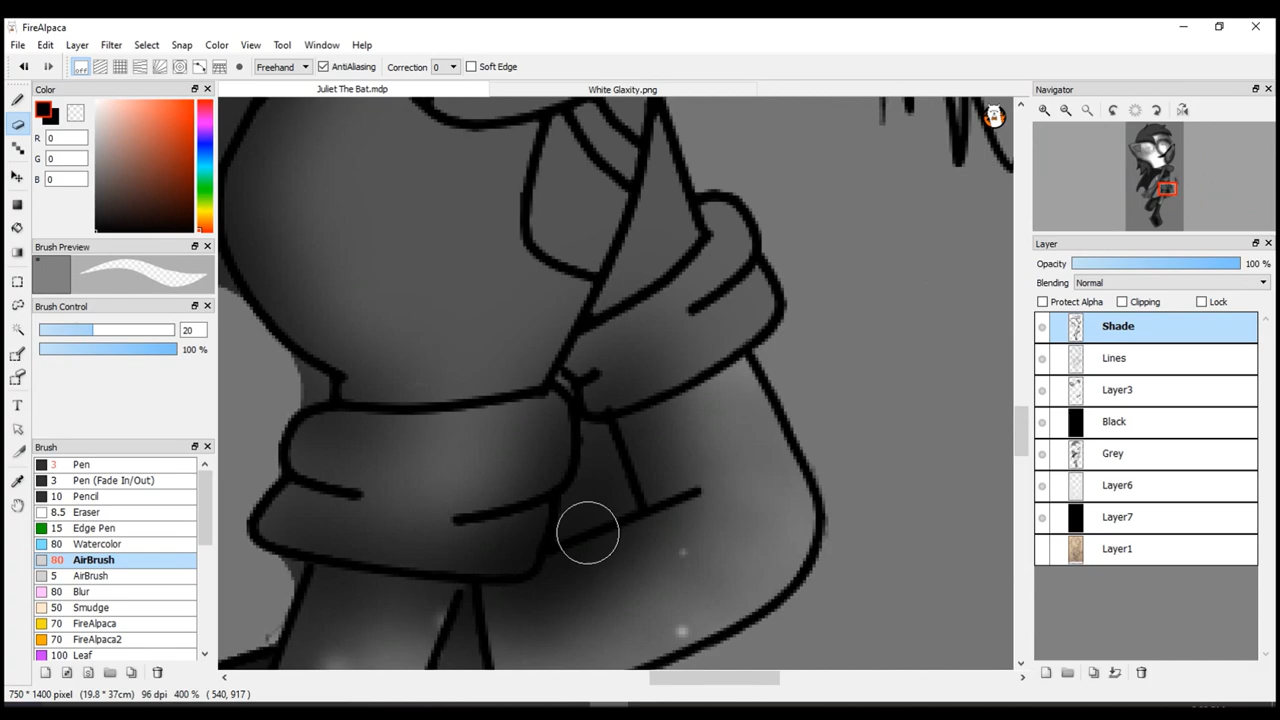 FireAlpaca
File Edit Layer Filter Select Snap Color View Tool Window Help
off Freehand AntiAliasing Correction 0 Soft Edge
Color
Juliet The Bat.mdp White Glaxity.png
Navigator
R 0
G 0
B 0
Brush Preview
Layer
Opacity 100 %
Blending Normal
Protect Alpha Clipping Lock
Brush Control
20
100 %
Shade
Lines
Layer3
Black
Grey
Layer6
Layer7
Layer1
Brush
3 Pen
3 Pen (Fade In/Out)
10 Pencil
8.5 Eraser
15 Edge Pen
80 Watercolor
80 AirBrush
5 AirBrush
80 Blur
50 Smudge
70 FireAlpaca
70 FireAlpaca2
100 Leaf
750 * 1400 pixel (19.8 * 37cm) 96 dpi 400 % ( 540, 917 )